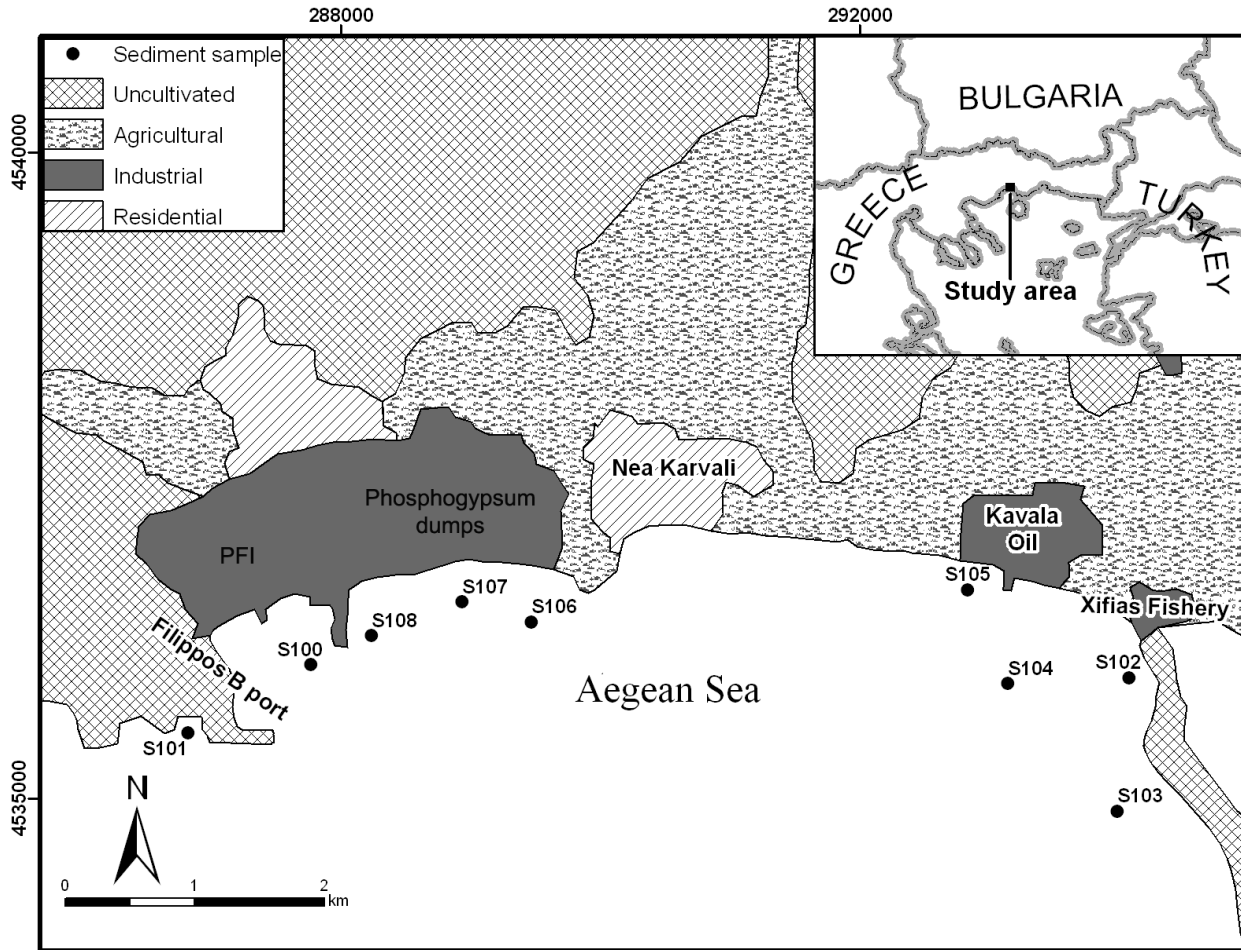 288000
292000
4540000
4535000
Sediment sample
Uncultivated
Agricultural
Industrial
Residential
BULGARIA
GREECE
TURKEY
Study area
Nea Karvali
Phosphogypsum
dumps
PFI
Kavala
Oil
Xifias Fishery
Filippos B port
S107
S106
S108
S100
S101
S105
S104
S102
S103
Aegean Sea
N
0
1
2
km